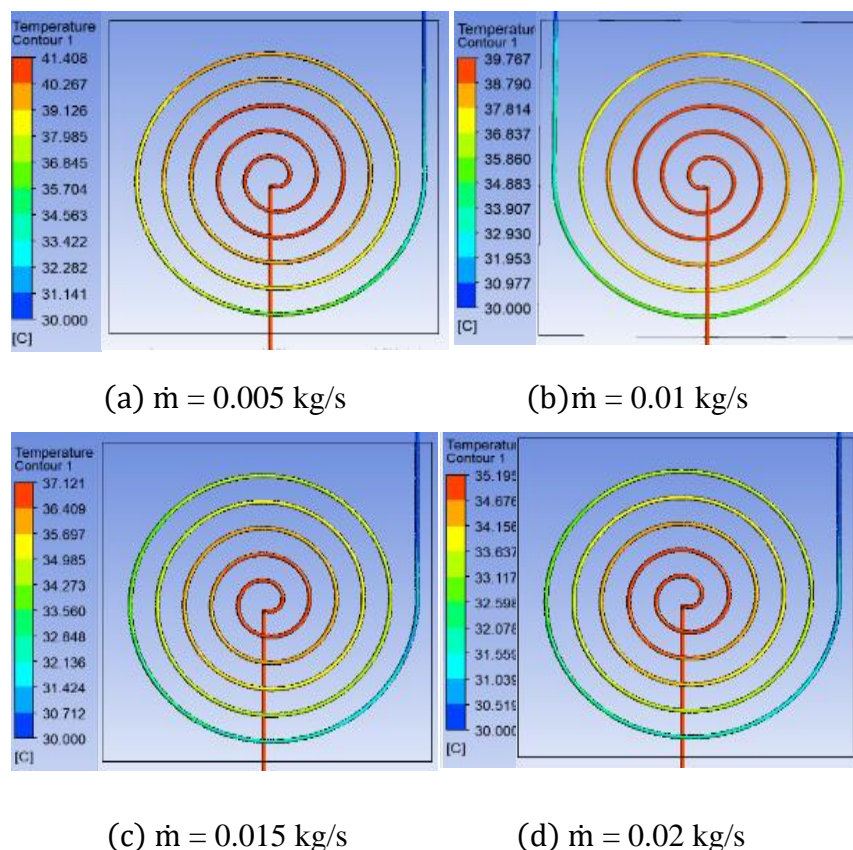 Temperature
Contour 1
41.408
40.267
39.126
37.985
36.845
35.704
34.563
33.422
32.282
31.141
30.000
[C]
(a) ṁ = 0.005 kg/s
Temperature
Contour 1
39.767
38.790
37.814
36.837
35.860
34.883
33.907
32.930
31.953
30.977
30.000
[C]
(b)ṁ = 0.01 kg/s
Temperature
Contour 1
37.121
36.409
35.697
34.985
34.273
33.560
32.848
32.136
31.424
30.712
30.000
[C]
(c) ṁ = 0.015 kg/s
Temperatur
Contour 1
35.195
34.676
34.156
33.637
33.117
32.598
32.078
31.559
31.039
30.519
30.000
[C]
(d) ṁ = 0.02 kg/s